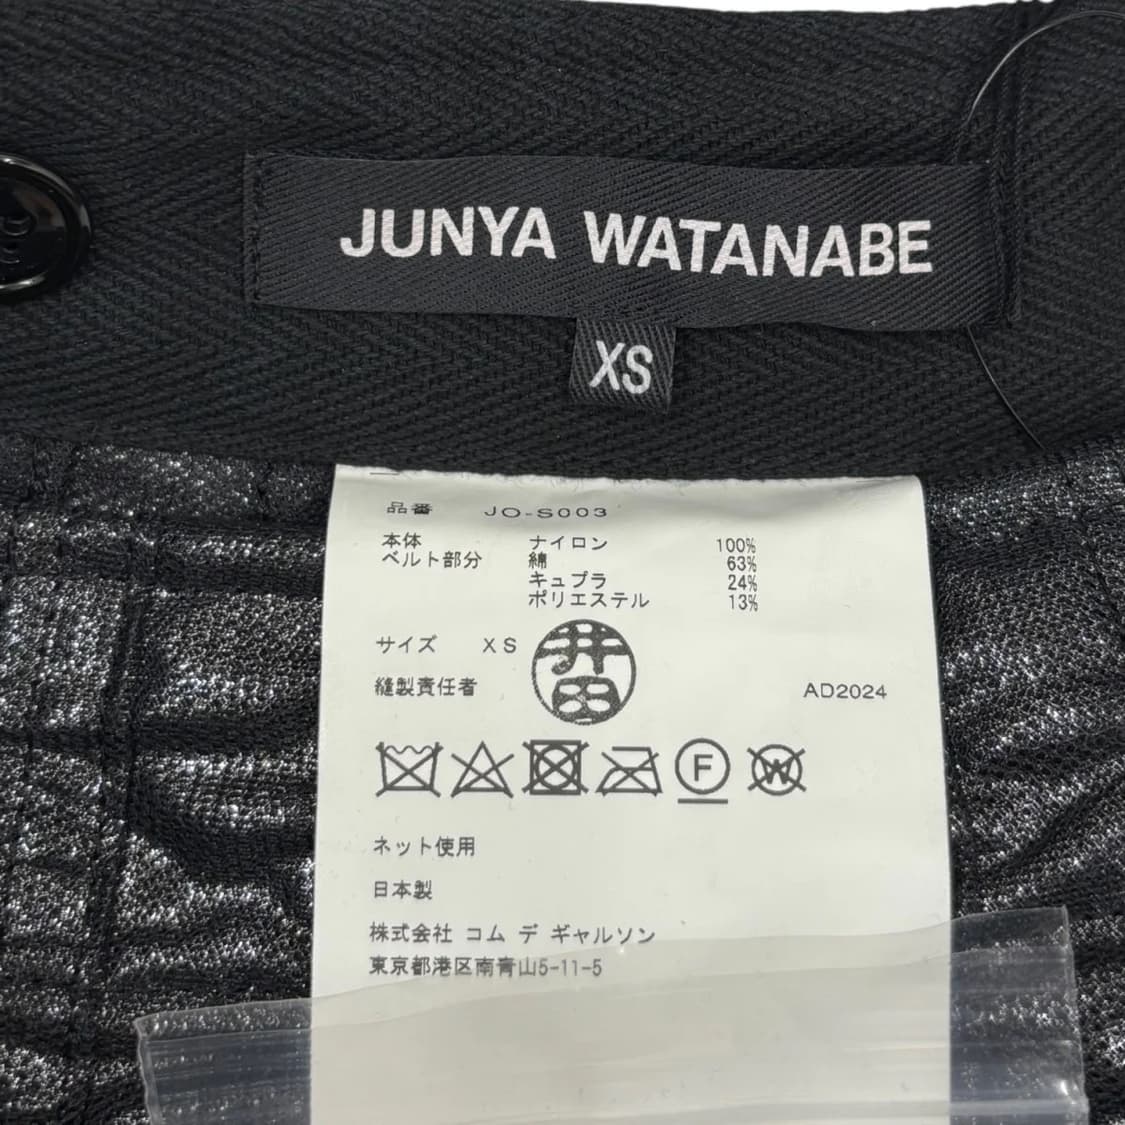 JUNYA WATANABE
XS
品番 JO-S003
本体 ナイロン 100%
ベルト部分 綿 63%
キュプラ 24%
ポリエステル 13%
サイズ XS
井田
縫製責任者 AD2024
F W
ネット使用
日本製
株式会社 コム デ ギャルソン
東京都港区南青山5-11-5